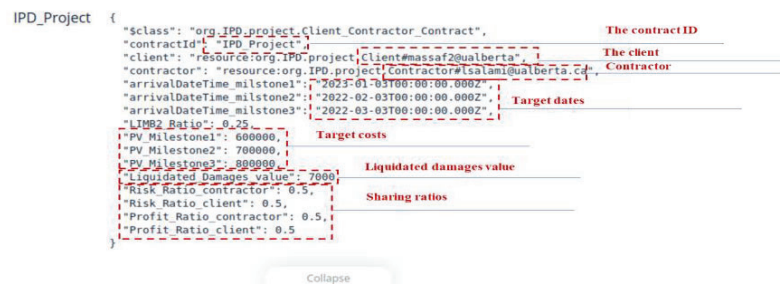 IPD_Project {
"$class": "org.IPD.project.Client_Contractor_Contract",
"contractId": "IPD_Project", The contract ID
"client": "resource:org.IPD.project.Client#massaf2@ualberta", The client
"contractor": "resource:org.IPD.project.Contractor#lsalami@ualberta.ca", Contractor
"arrivalDateTime_milstone1": "2023-01-03T00:00:00.000Z",
"arrivalDateTime_milstone2": "2022-02-03T00:00:00.000Z", Target dates
"arrivalDateTime_milstone3": "2022-03-03T00:00:00.000Z",
"LIMB2_Ratio": 0.25,
"PV_Milestone1": 600000, Target costs
"PV_Milestone2": 700000,
"PV_Milestone3": 800000,
"Liquidated_Damages_value": 7000, Liquidated damages value
"Risk_Ratio_contractor": 0.5,
"Risk_Ratio_client": 0.5, Sharing ratios
"Profit_Ratio_contractor": 0.5,
"Profit_Ratio_client": 0.5
}
Collapse